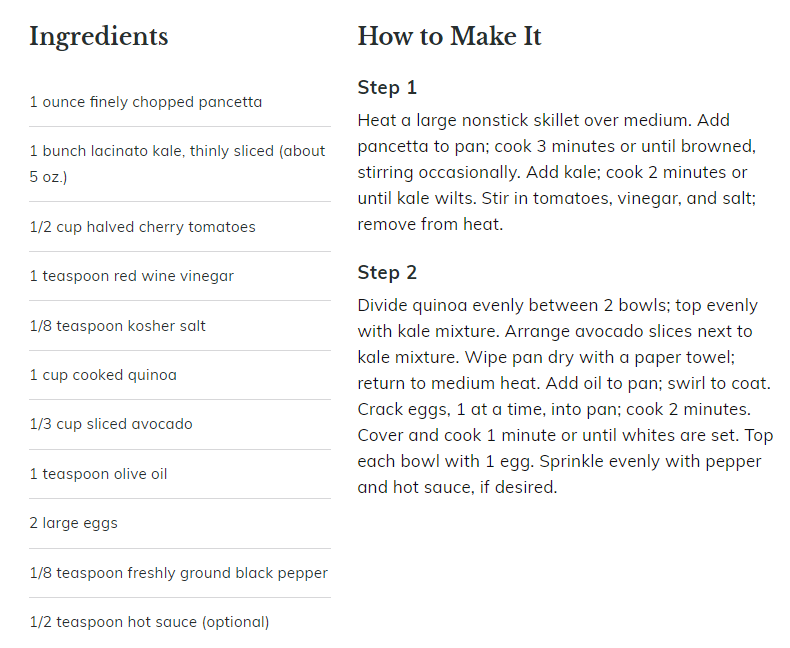 Ingredients
1 ounce finely chopped pancetta
1 bunch lacinato kale, thinly sliced (about
5 oz.)
1/2 cup halved cherry tomatoes
1 teaspoon red wine vinegar
1/8 teaspoon kosher salt
1 cup cooked quinoa
1/3 cup sliced avocado
1 teaspoon olive oil
2 large eggs
1/8 teaspoon freshly ground black pepper
1/2 teaspoon hot sauce (optional)
How to Make It
Step 1
Heat a large nonstick skillet over medium. Add
pancetta to pan; cook 3 minutes or until browned,
stirring occasionally. Add kale; cook 2 minutes or
until kale wilts. Stir in tomatoes, vinegar, and salt;
remove from heat.
Step 2
Divide quinoa evenly between 2 bowls; top evenly
with kale mixture. Arrange avocado slices next to
kale mixture. Wipe pan dry with a paper towel;
return to medium heat. Add oil to pan; swirl to coat.
Crack eggs, 1 at a time, into pan; cook 2 minutes.
Cover and cook 1 minute or until whites are set. Top
each bowl with 1 egg. Sprinkle evenly with pepper
and hot sauce, if desired.